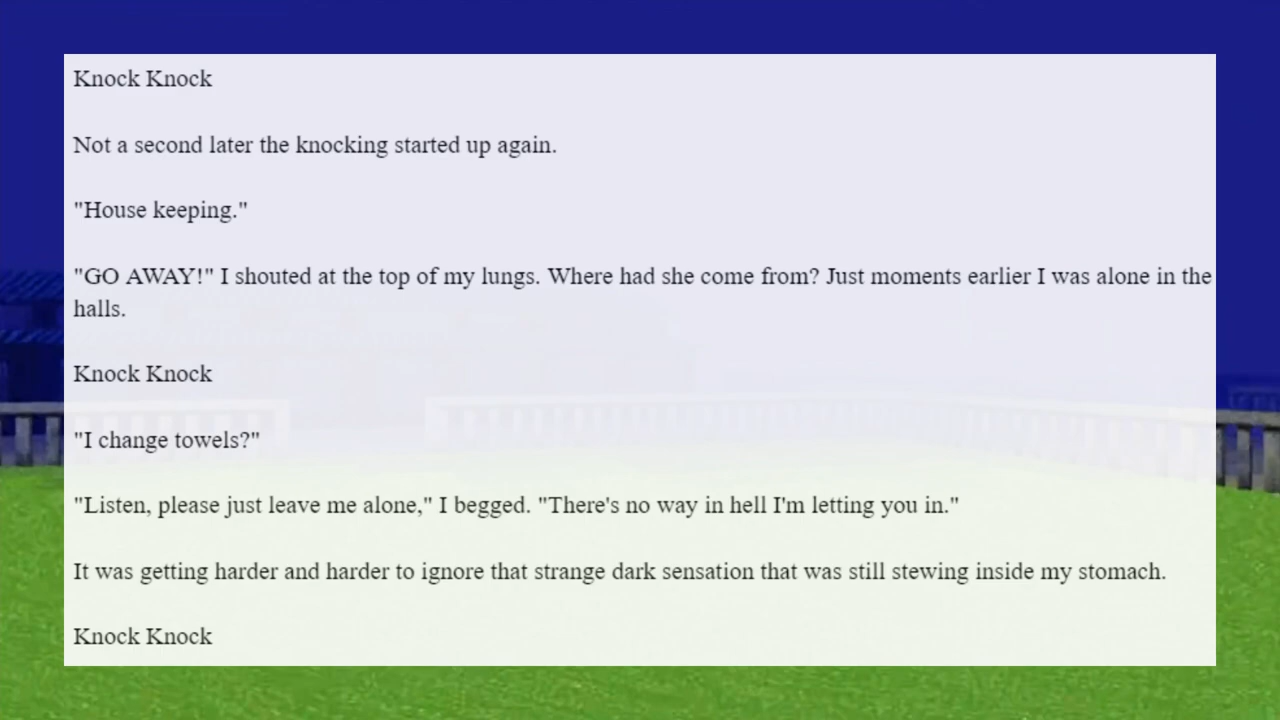 Knock Knock
Not a second later the knocking started up again.
"House keeping."
"GO AWAY!" I shouted at the top of my lungs. Where had she come from? Just moments earlier I was alone in the
halls.
Knock Knock
"I change towels?"
"Listen, please just leave me alone," I begged. "There's no way in hell I'm letting you in."
It was getting harder and harder to ignore that strange dark sensation that was still stewing inside my stomach.
Knock Knock